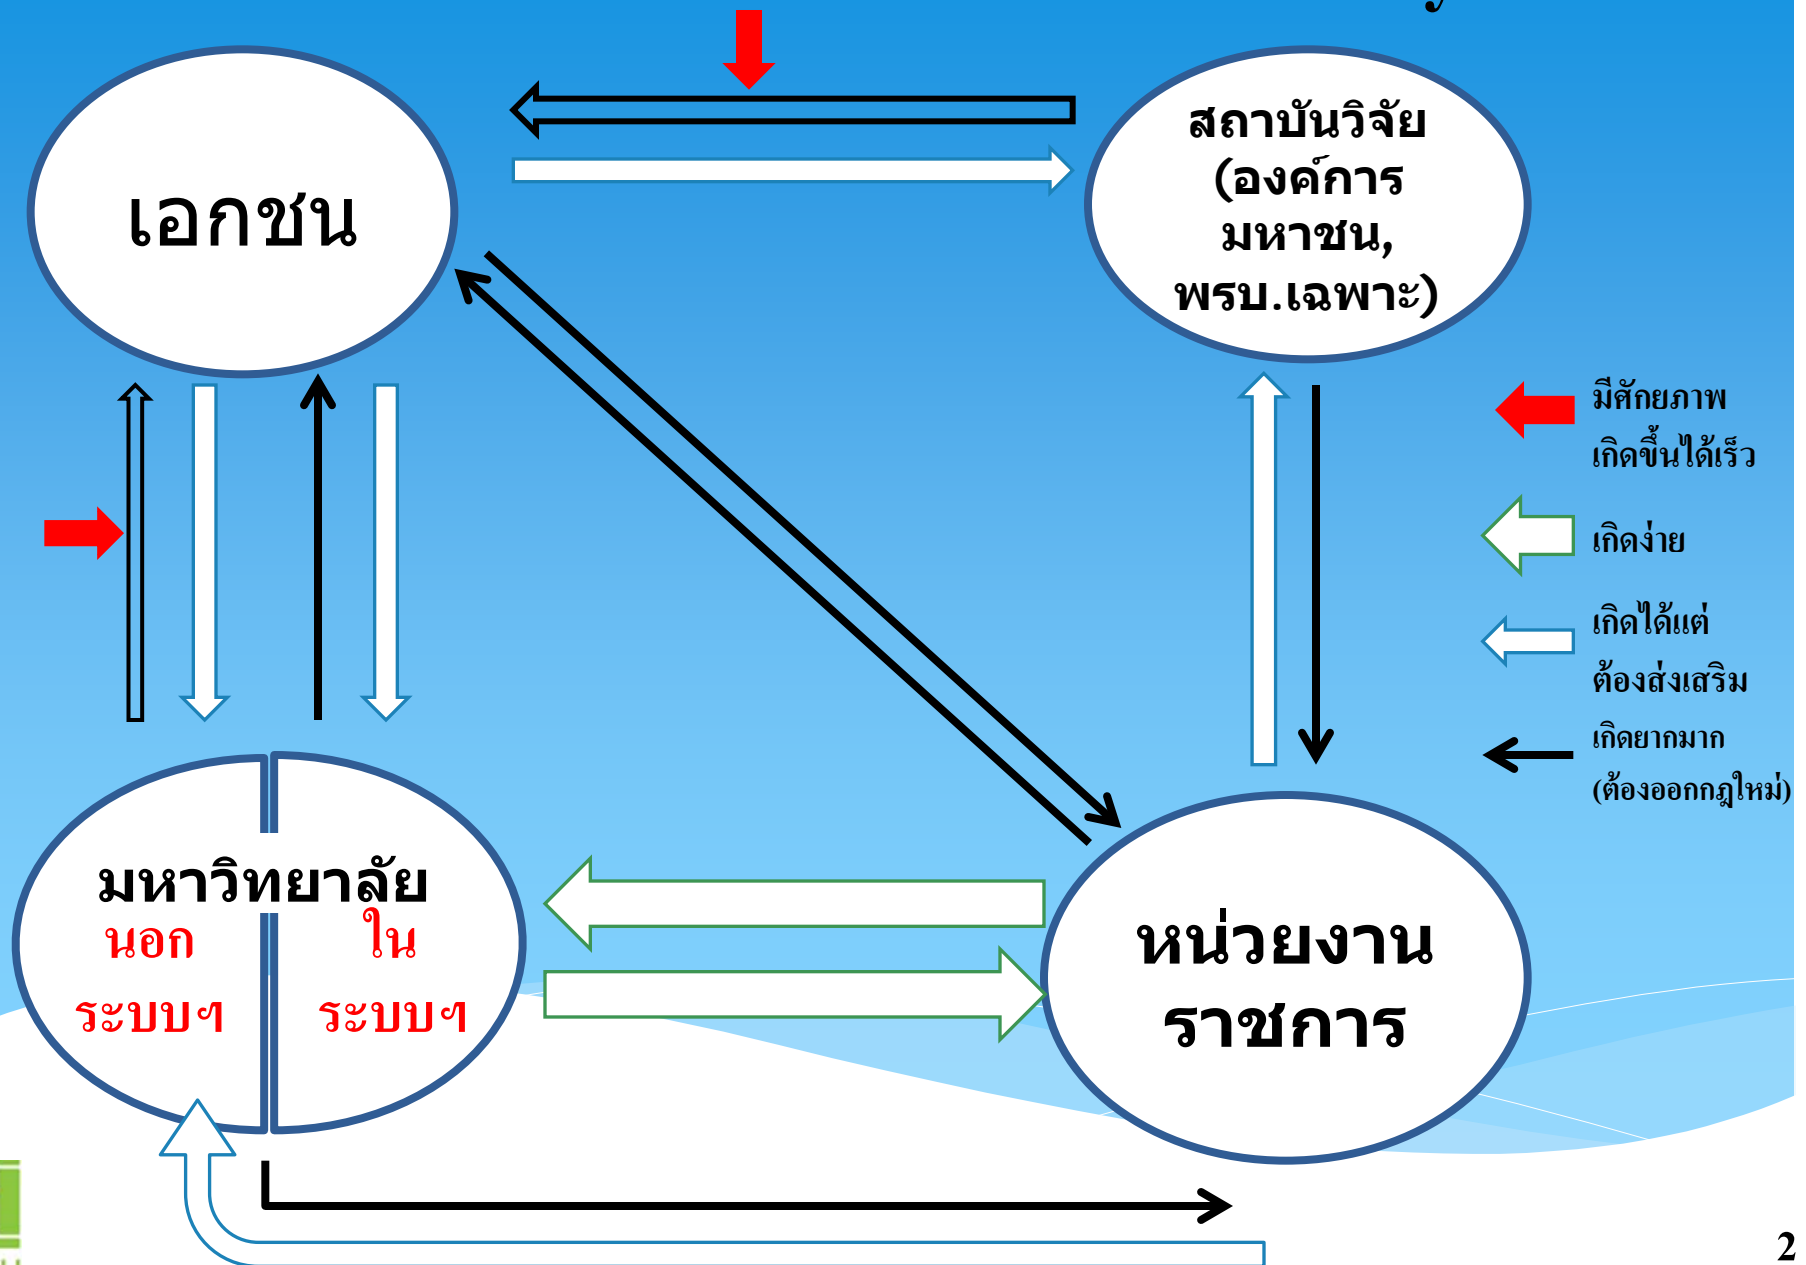 เอกชน
สถาบันวิจัย
(องค์การ
มหาชน,
พรบ.เฉพาะ)
มีศักยภาพ
เกิดขึ้นได้เร็ว
เกิดง่าย
เกิดได้แต่
ต้องส่งเสริม
เกิดยากมาก
(ต้องออกกฎใหม่)
มหาวิทยาลัย
นอก
ระบบฯ
ใน
ระบบฯ
หน่วยงาน
ราชการ
2